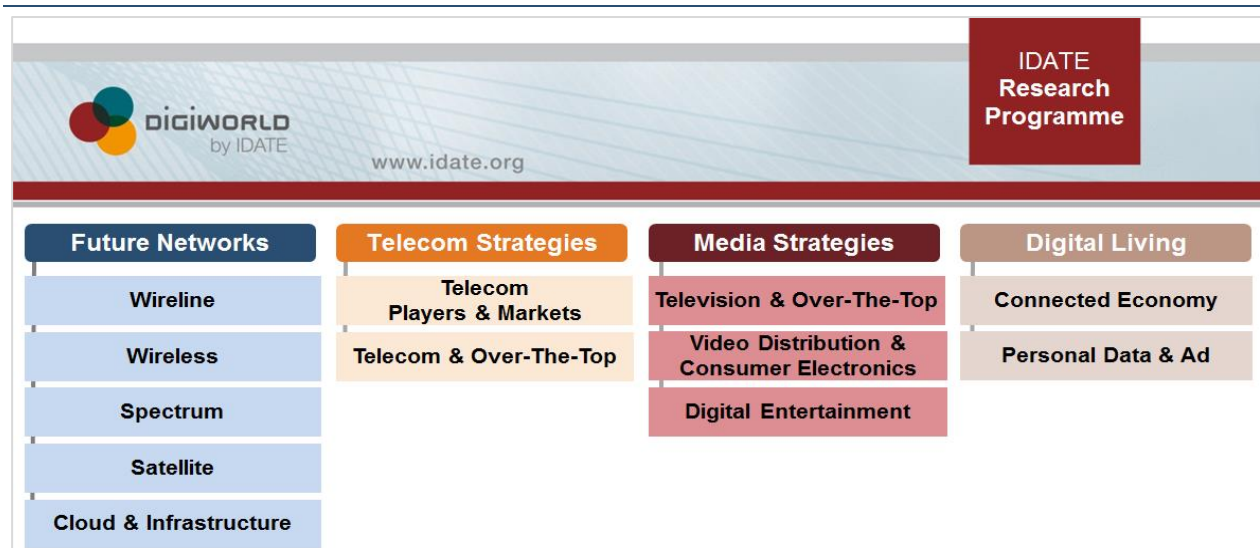 IDATE
Research
Programme
DIGIWORLD
by IDATE
www.idate.org
Future Networks
Wireline
Wireless
Spectrum
Satellite
Cloud & Infrastructure
Telecom Strategies
Telecom
Players & Markets
Telecom & Over-The-Top
Media Strategies
Television & Over-The-Top
Video Distribution &
Consumer Electronics
Digital Entertainment
Digital Living
Connected Economy
Personal Data & Ad